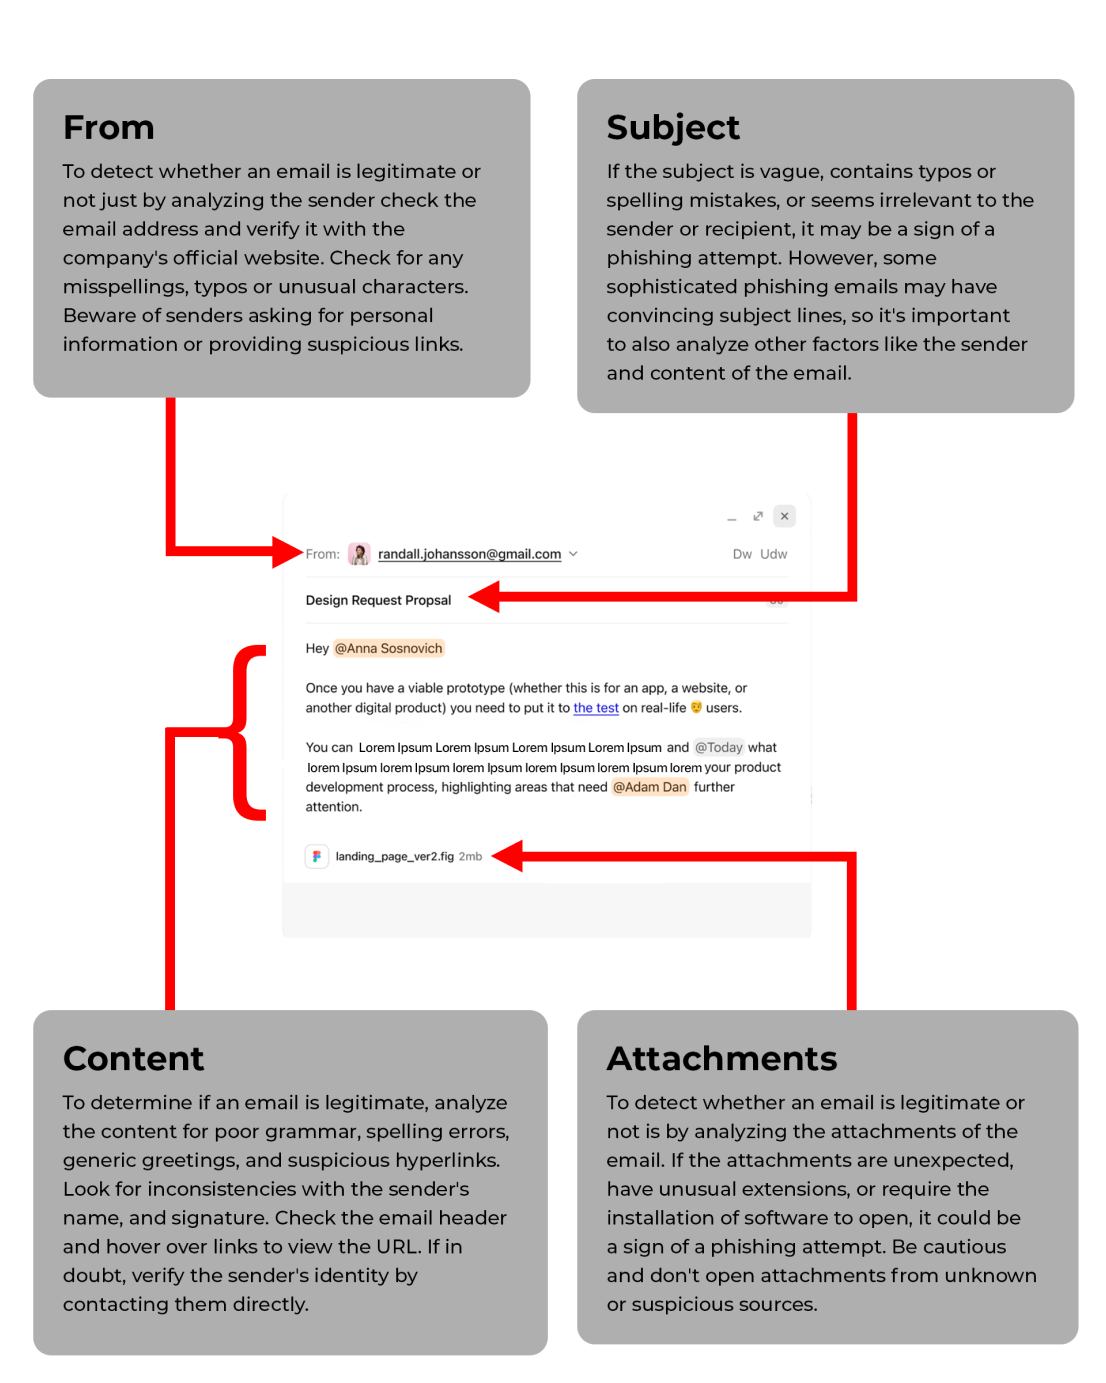 From
To detect whether an email is legitimate or
not just by analyzing the sender check the
email address and verify it with the
company's official website. Check for any
misspellings, typos or unusual characters.
Beware of senders asking for personal
information or providing suspicious links.
Subject
If the subject is vague, contains typos or
spelling mistakes, or seems irrelevant to the
sender or recipient, it may be a sign of a
phishing attempt. However, some
sophisticated phishing emails may have
convincing subject lines, so it's important
to also analyze other factors like the sender
and content of the email.
From: randall.johansson@gmail.com Dw Udw
Design Request Propsal
Hey @Anna Sosnovich
Once you have a viable prototype (whether this is for an app, a website, or
another digital product) you need to put it to the test on real-life users.
You can Lorem Ipsum Lorem Ipsum Lorem Ipsum Lorem Ipsum and @Today what
lorem Ipsum lorem Ipsum lorem Ipsum lorem Ipsum lorem Ipsum lorem your product
development process, highlighting areas that need @Adam Dan further
attention.
landing_page_ver2.fig 2mb
Content
To determine if an email is legitimate, analyze
the content for poor grammar, spelling errors,
generic greetings, and suspicious hyperlinks.
Look for inconsistencies with the sender's
name, and signature. Check the email header
and hover over links to view the URL. If in
doubt, verify the sender's identity by
contacting them directly.
Attachments
To detect whether an email is legitimate or
not is by analyzing the attachments of the
email. If the attachments are unexpected,
have unusual extensions, or require the
installation of software to open, it could be
a sign of a phishing attempt. Be cautious
and don't open attachments from unknown
or suspicious sources.